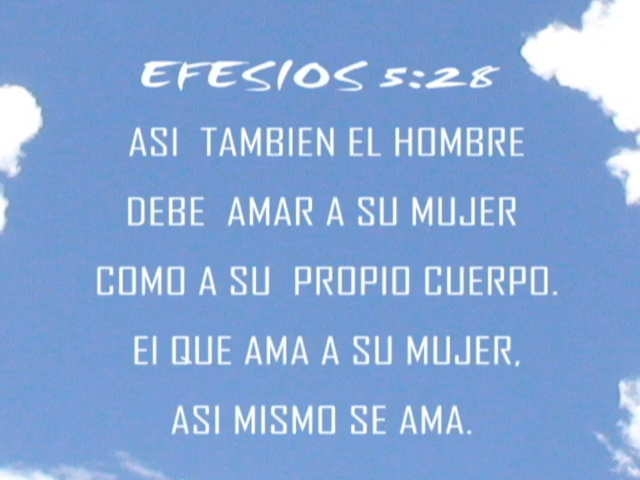 EFESIOS 5:28
ASI TAMBIEN EL HOMBRE
DEBE AMAR A SU MUJER
COMO A SU PROPIO CUERPO.
El QUE AMA A SU MUJER,
ASI MISMO SE AMA.